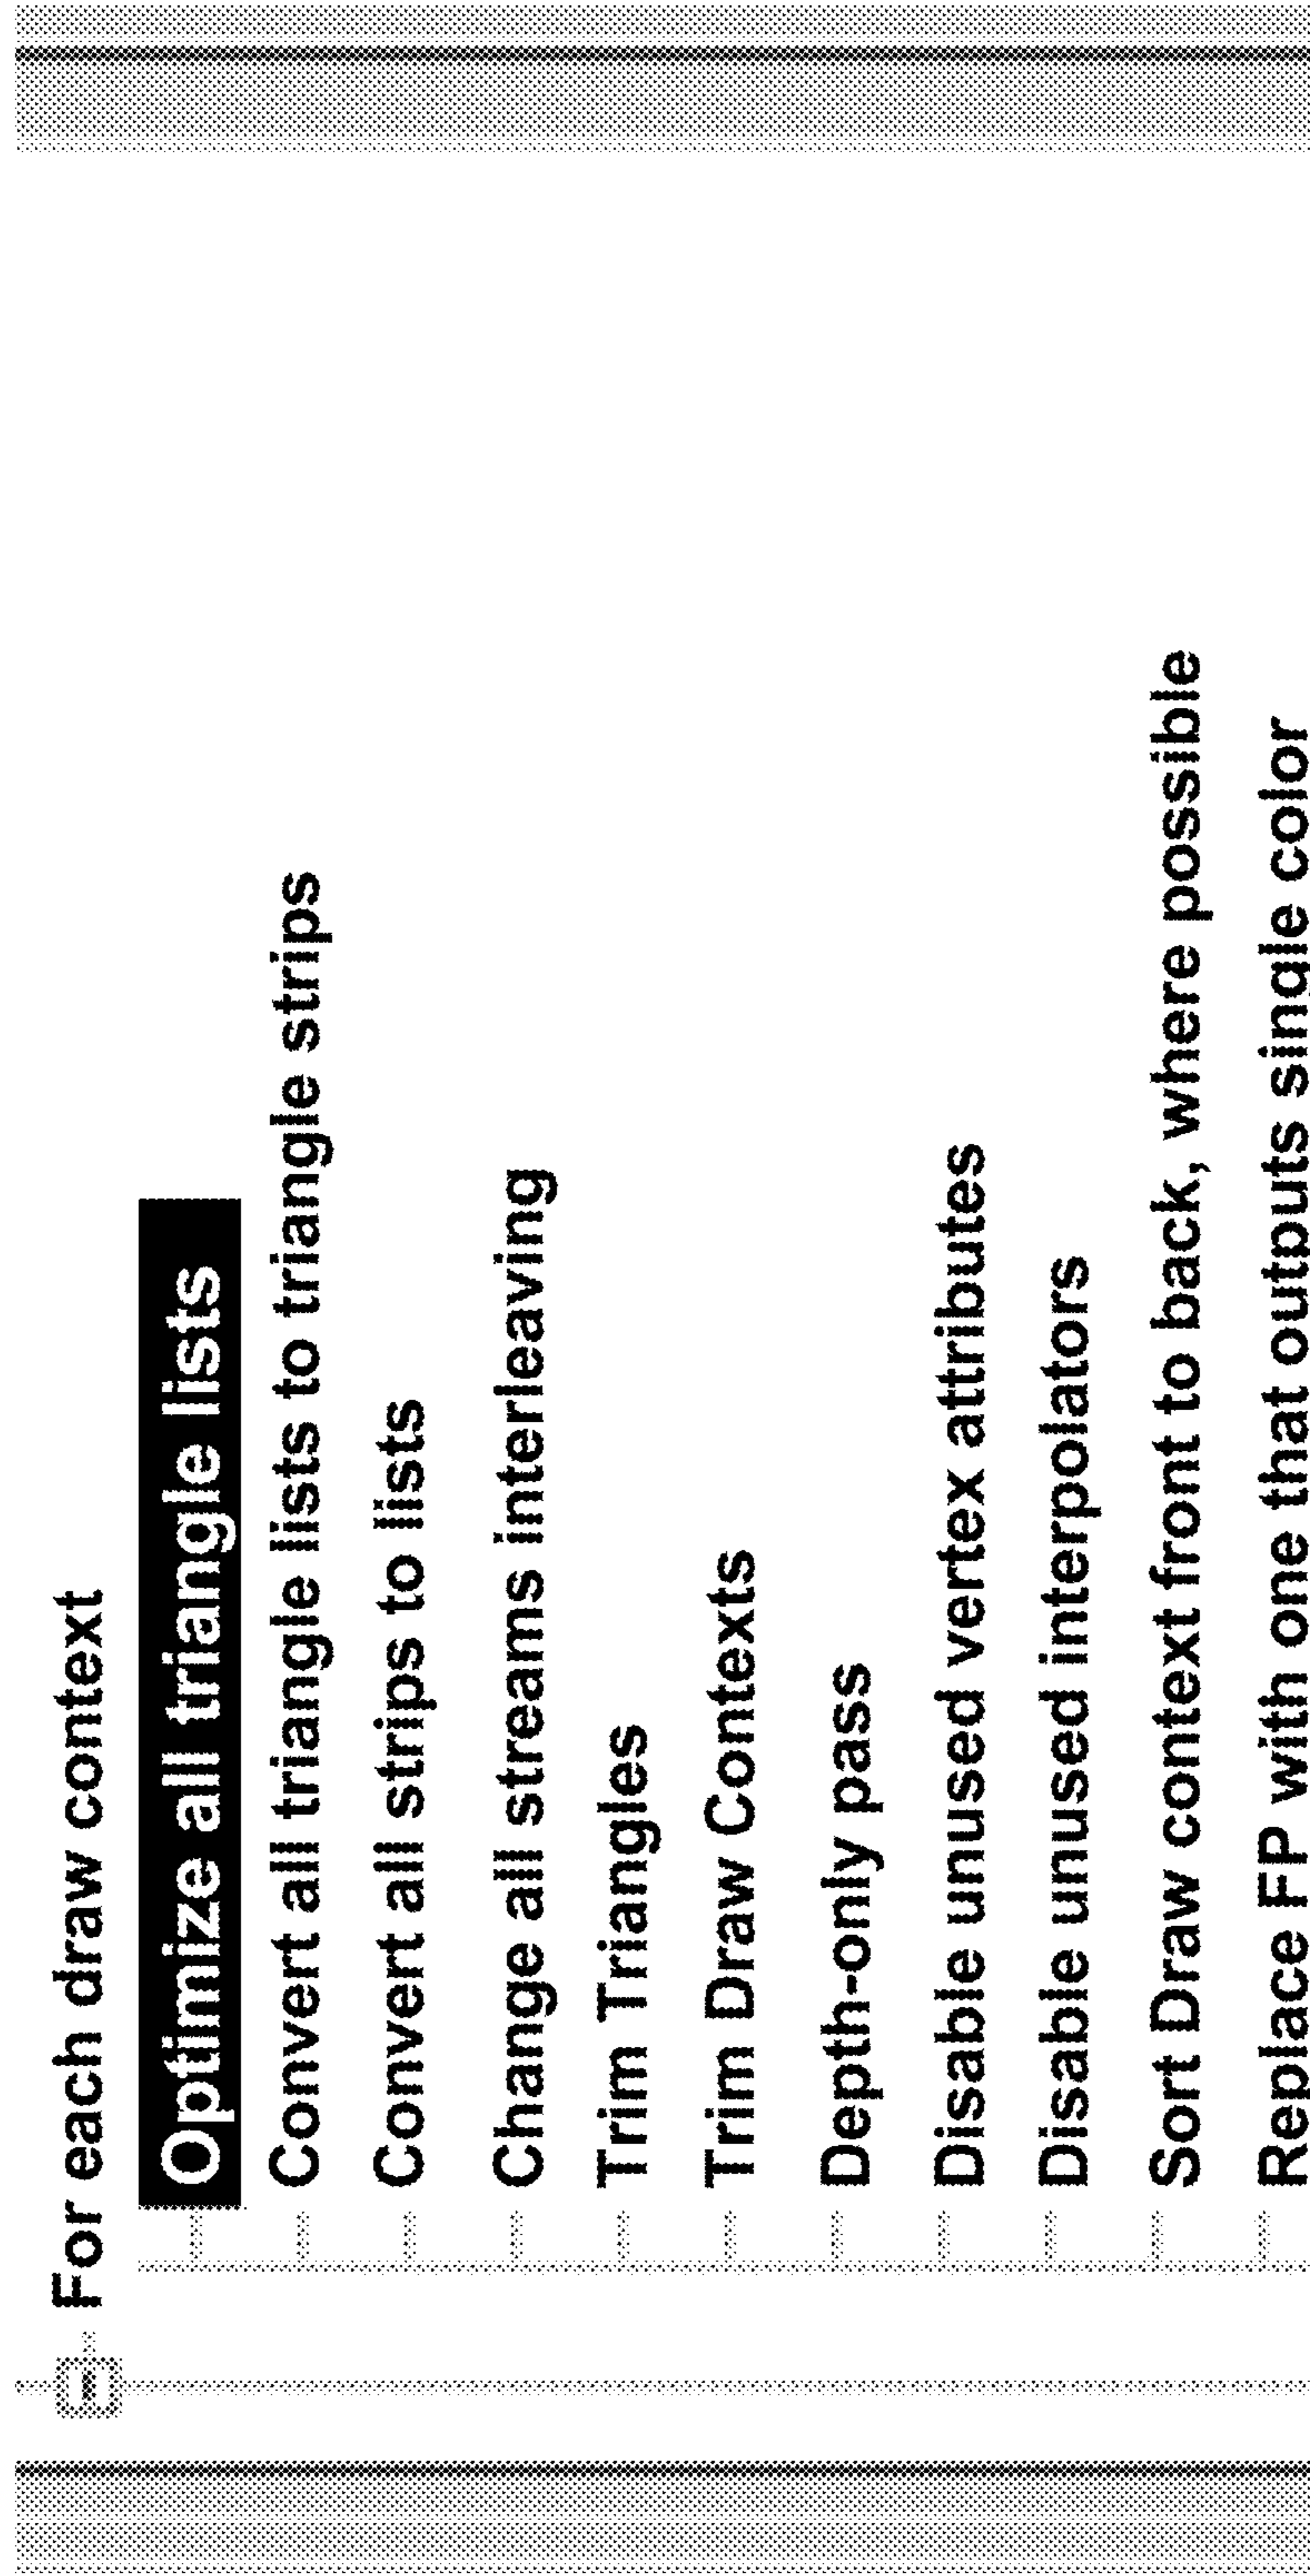 For each draw context
Optimize all triangle lists
Convert all triangle lists to triangle strips
Convert all strips to lists
Change all streams interleaving
Trim Triangles
Trim Draw Contexts
Depth-only pass
Disable unused vertex attributes
Disable unused interpolators
Sort Draw context front to back, where possible
Replace FP with one that outputs single color